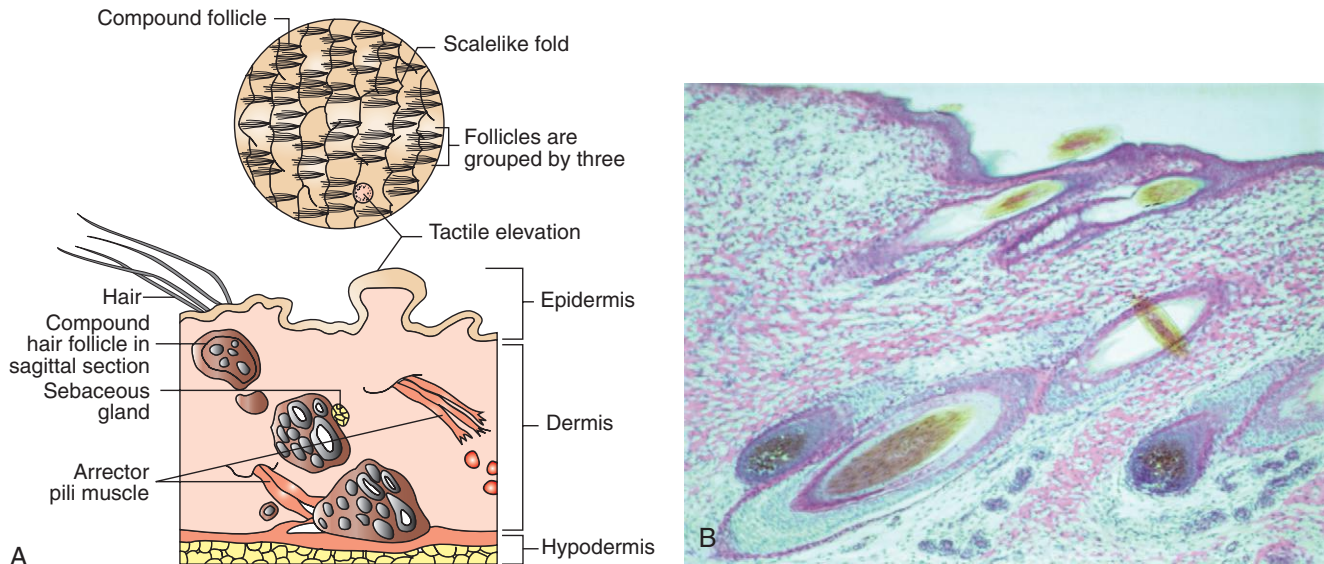 Compound follicle
Scalelike fold
Follicles are
grouped by three
Tactile elevation
Hair
Compound
hair follicle in
sagittal section
Sebaceous
gland
Arrector
pili muscle
Epidermis
Dermis
Hypodermis
A
B